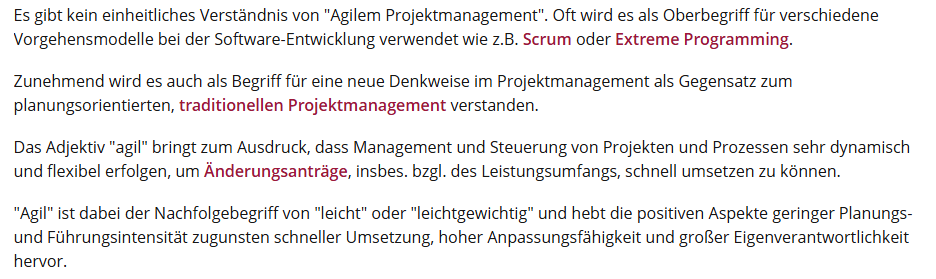 Es gibt kein einheitliches Verständnis von "Agilem Projektmanagement". Oft wird es als Oberbegriff für verschiedene
Vorgehensmodelle bei der Software-Entwicklung verwendet wie z.B. Scrum oder Extreme Programming.
Zunehmend wird es auch als Begriff für eine neue Denkweise im Projektmanagement als Gegensatz zum
planungsorientierten, traditionellen Projektmanagement verstanden.
Das Adjektiv "agil" bringt zum Ausdruck, dass Management und Steuerung von Projekten und Prozessen sehr dynamisch
und flexibel erfolgen, um Änderungsanträge, insbes. bzgl. des Leistungsumfangs, schnell umsetzen zu können.
"Agil" ist dabei der Nachfolgebegriff von "leicht" oder "leichtgewichtig" und hebt die positiven Aspekte geringer Planungs-
und Führungsintensität zugunsten schneller Umsetzung, hoher Anpassungsfähigkeit und großer Eigenverantwortlichkeit
hervor.